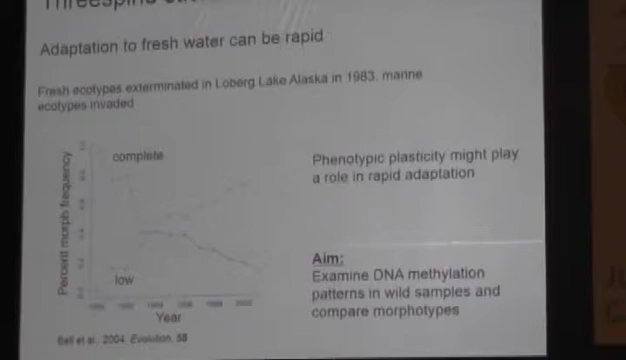 Threespine
Adaptation to fresh water can be rapid
Fresh ecotypes exterminated in Loberg Lake Alaska in 1983, marine
ecotypes invaded
complete
low
Percent morph frequency
Year
Bell et al., 2004. Evolution. 58
Phenotypic plasticity might play
a role in rapid adaptation
Aim:
Examine DNA methylation
patterns in wild samples and
compare morphotypes